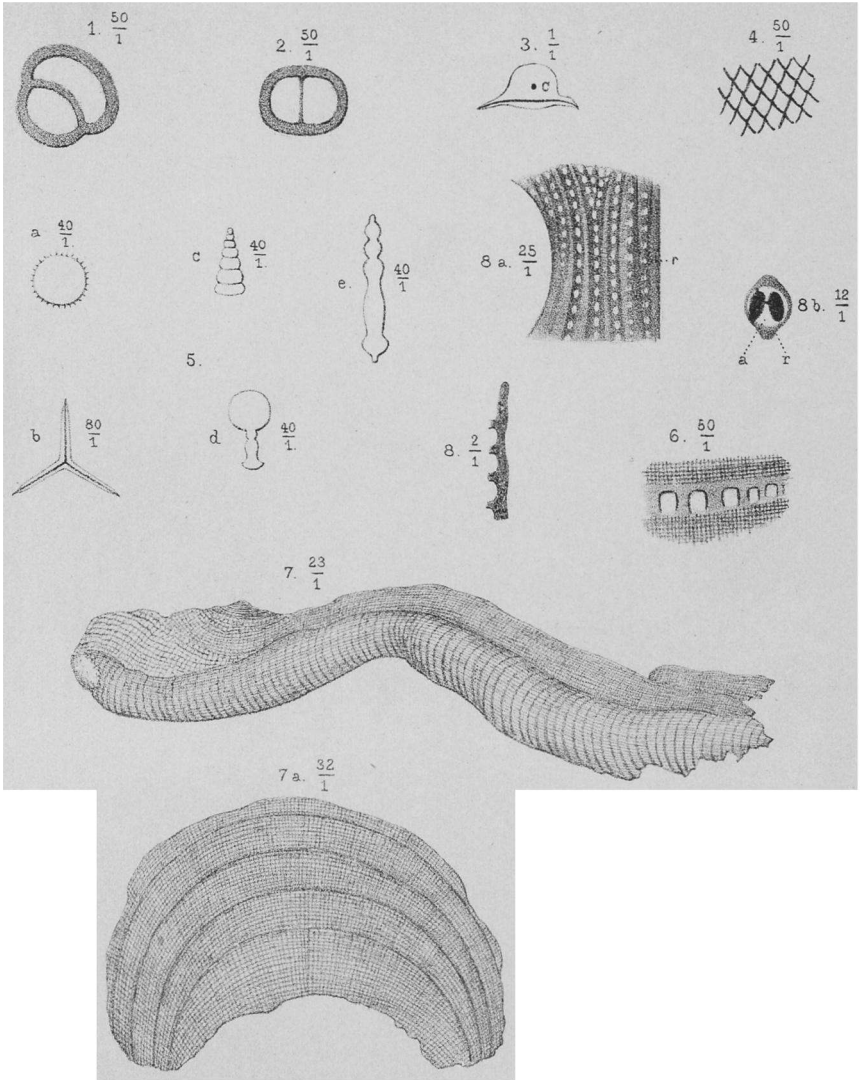 1. 50/1
2. 50/1
3. 1/1
c
4. 50/1
a 40/1.
c 40/1.
e. 40/1
8 a. 25/1
r
8 b. 12/1
a r
5.
b 80/1
d 40/1.
8. 2/1
6. 50/1
7. 23/1
7 a. 32/1